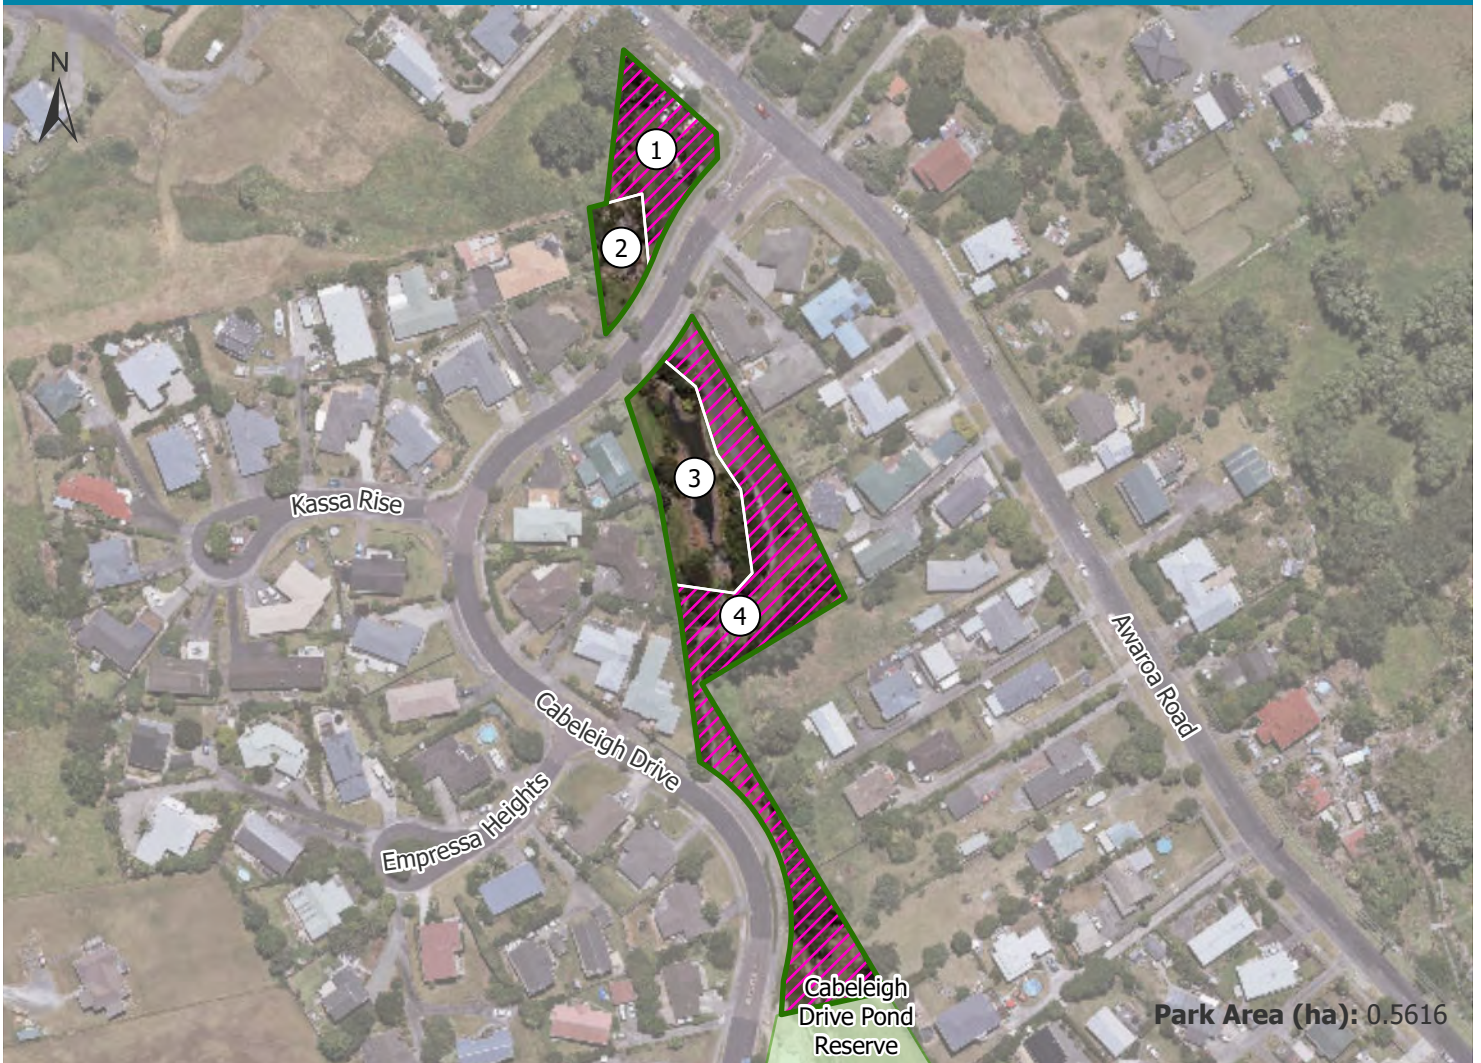 N
1
2
3
4
Kassa Rise
Cabeleigh Drive
Awaroa Road
Empressa Heights
Cabeleigh
Drive Pond
Reserve
Park Area (ha): 0.5616